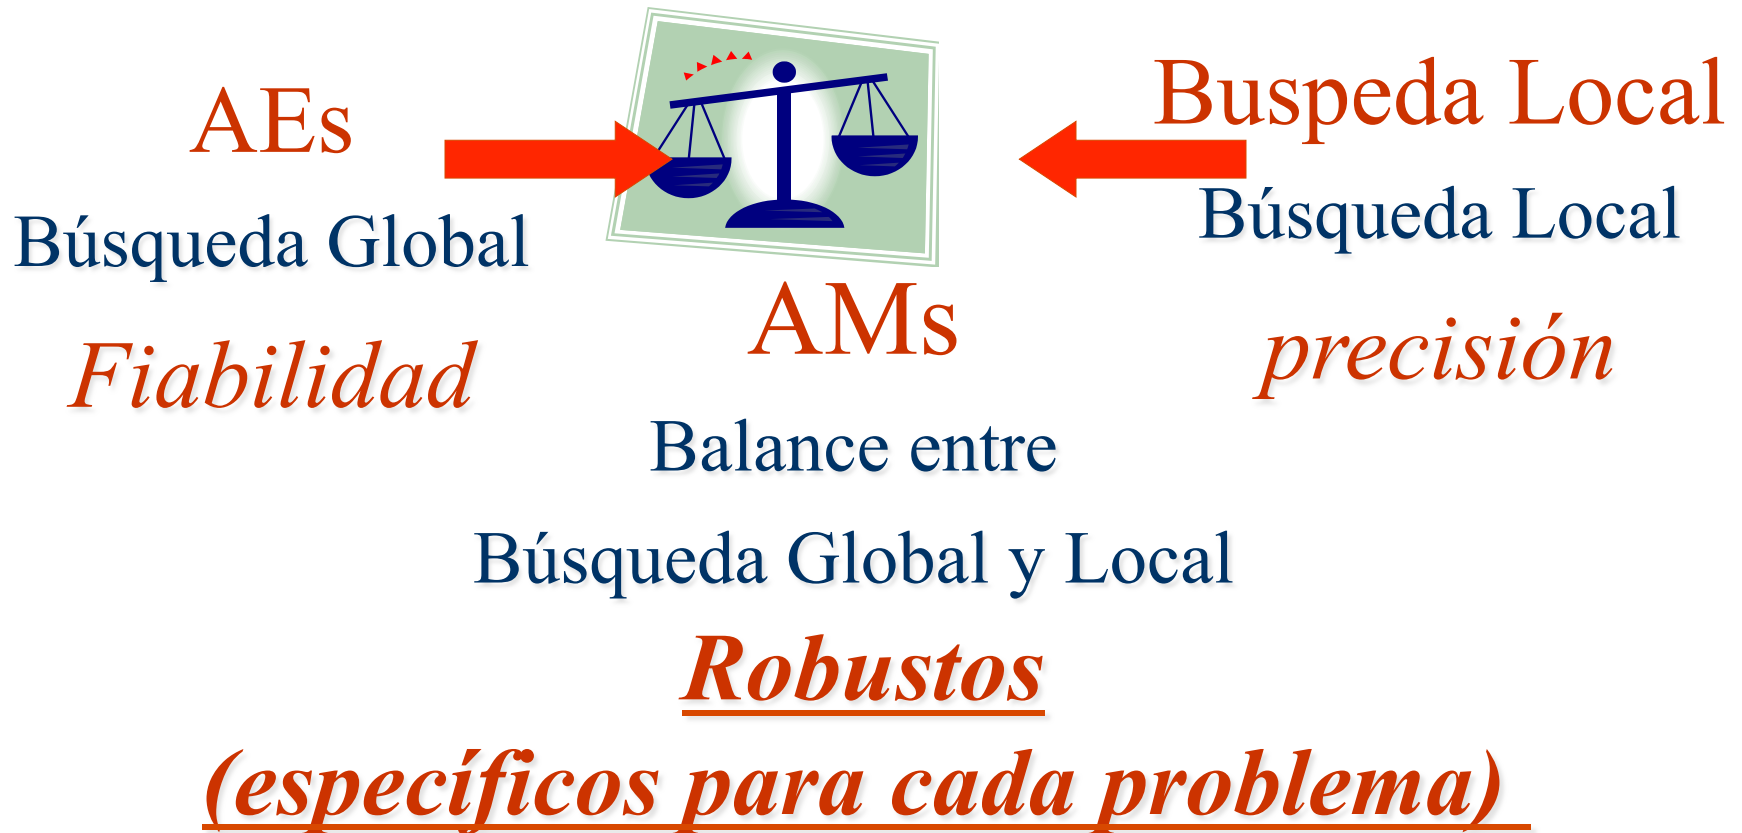 AEs
Búsqueda Global
Fiabilidad
Buspeda Local
Búsqueda Local
precisión
AMs
Balance entre
Búsqueda Global y Local
Robustos
(específicos para cada problema)